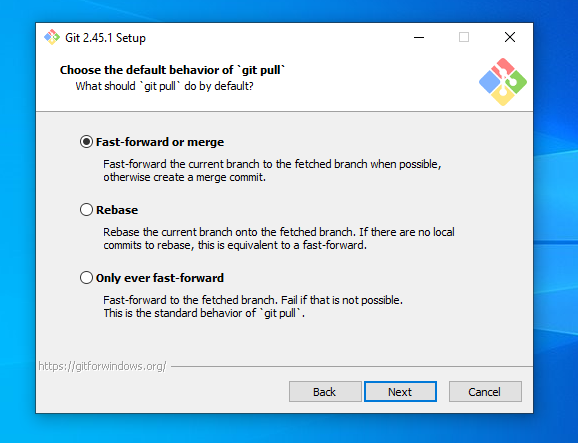 Git 2.45.1 Setup
Choose the default behavior of `git pull`
What should `git pull` do by default?
Fast-forward or merge
Fast-forward the current branch to the fetched branch when possible,
otherwise create a merge commit.
Rebase
Rebase the current branch onto the fetched branch. If there are no local
commits to rebase, this is equivalent to a fast-forward.
Only ever fast-forward
Fast-forward to the fetched branch. Fail if that is not possible.
This is the standard behavior of `git pull`.
https://gitforwindows.org/
Back
Next
Cancel